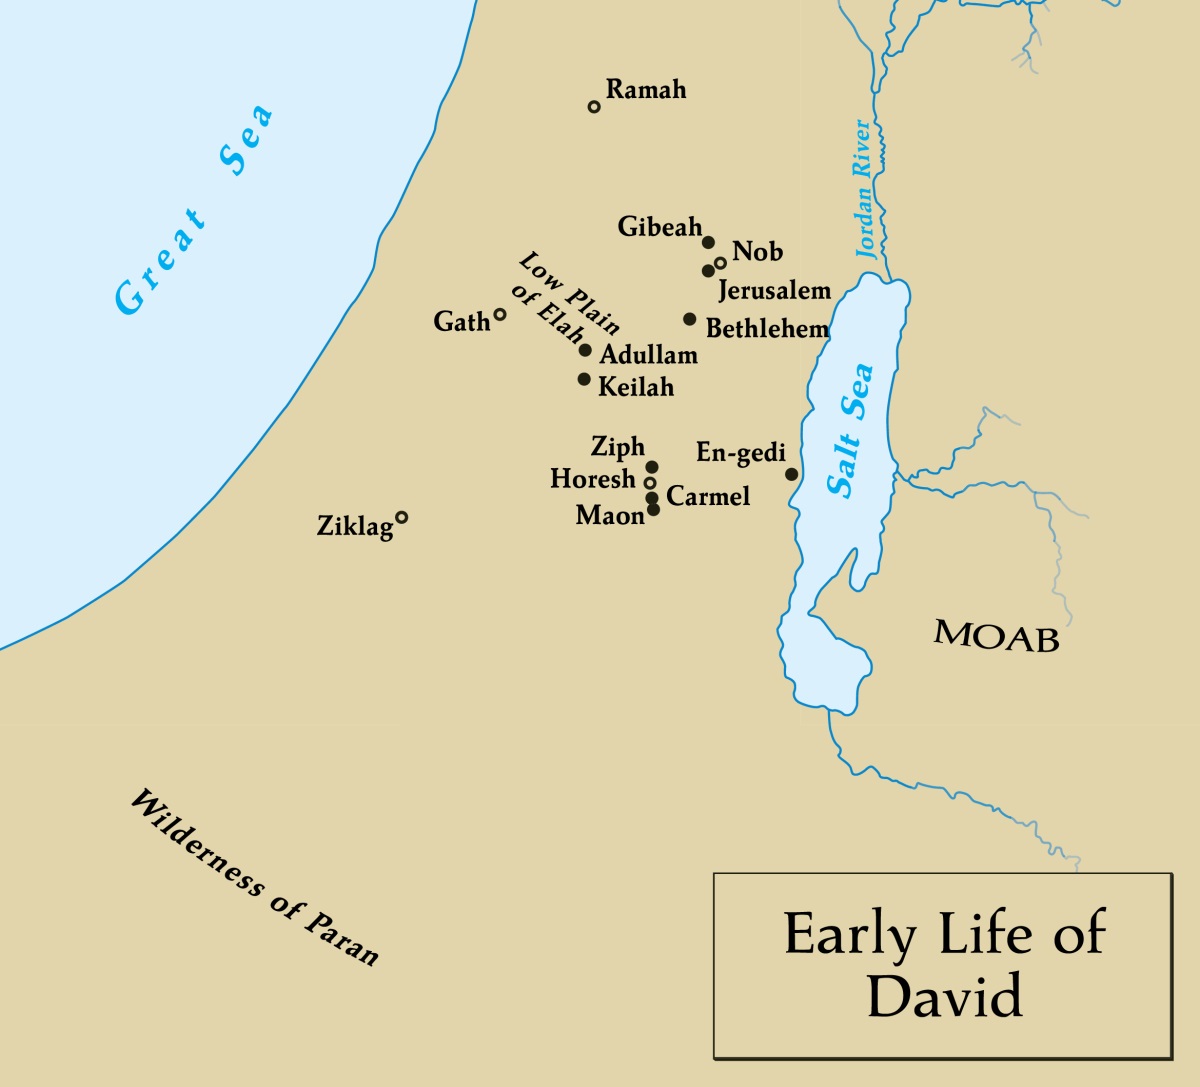 Ramah
Great Sea
Jordan River
Gibeah
Nob
Jerusalem
Low Plain
of Elah
Gath
Bethlehem
Adullam
Keilah
Salt Sea
Ziph
En-gedi
Horesh
Carmel
Maon
Ziklag
MOAB
Wilderness of Paran
Early Life of
David